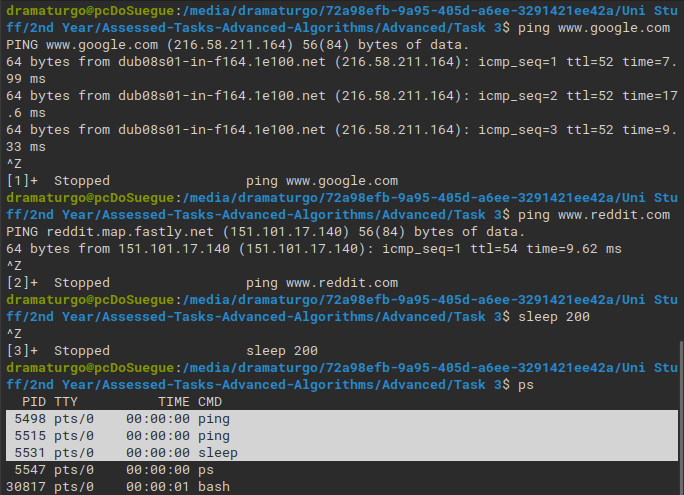 dramaturgo@pcDoSuegue:/media/dramaturgo/72a98efb-9a95-405d-a6ee-3291421ee42a/Uni Stu
ff/2nd Year/Assessed-Tasks-Advanced-Algorithms/Advanced/Task 3$ ping www.google.com
PING www.google.com (216.58.211.164) 56(84) bytes of data.
64 bytes from dub08s01-in-f164.1e100.net (216.58.211.164): icmp_seq=1 ttl=52 time=7.
99 ms
64 bytes from dub08s01-in-f164.1e100.net (216.58.211.164): icmp_seq=2 ttl=52 time=17
.6 ms
64 bytes from dub08s01-in-f164.1e100.net (216.58.211.164): icmp_seq=3 ttl=52 time=9.
33 ms
^Z
[1]+  Stopped                 ping www.google.com
dramaturgo@pcDoSuegue:/media/dramaturgo/72a98efb-9a95-405d-a6ee-3291421ee42a/Uni Stu
ff/2nd Year/Assessed-Tasks-Advanced-Algorithms/Advanced/Task 3$ ping www.reddit.com
PING reddit.map.fastly.net (151.101.17.140) 56(84) bytes of data.
64 bytes from 151.101.17.140 (151.101.17.140): icmp_seq=1 ttl=54 time=9.62 ms
^Z
[2]+  Stopped                 ping www.reddit.com
dramaturgo@pcDoSuegue:/media/dramaturgo/72a98efb-9a95-405d-a6ee-3291421ee42a/Uni Stu
ff/2nd Year/Assessed-Tasks-Advanced-Algorithms/Advanced/Task 3$ sleep 200
^Z
[3]+  Stopped                 sleep 200
dramaturgo@pcDoSuegue:/media/dramaturgo/72a98efb-9a95-405d-a6ee-3291421ee42a/Uni Stu
ff/2nd Year/Assessed-Tasks-Advanced-Algorithms/Advanced/Task 3$ ps
  PID TTY          TIME CMD
 5498 pts/0    00:00:00 ping
 5515 pts/0    00:00:00 ping
 5531 pts/0    00:00:00 sleep
 5547 pts/0    00:00:00 ps
30817 pts/0    00:00:01 bash